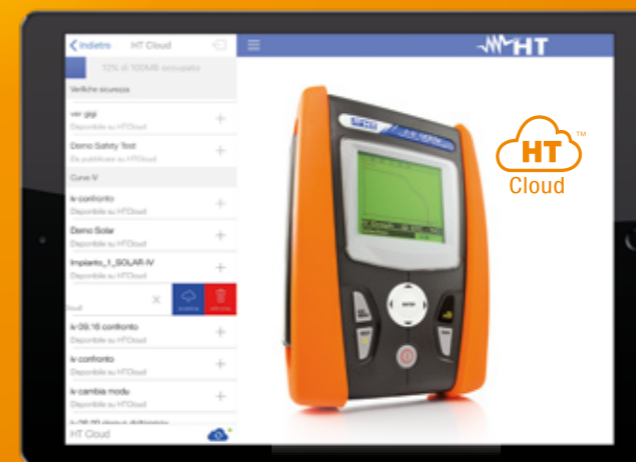 Indietro HT Cloud
12% di 100MB occupato
Verifiche sicurezza
ver gigi
Disponibile su HTCloud
Demo Safety Test
Da pubblicare su HTCloud
Curve IV
iv confronto
Disponibile su HTCloud
Demo Solar
Disponibile su HTCloud
Impianto_1_SOLAR-IV
Disponibile su HTCloud
iv 09.16 confronto
Disponibile su HTCloud
iv confronto
Disponibile su HTCloud
iv cambia modu
Disponibile su HTCloud
HT Cloud
HT
HT
ENTER
HT™
Cloud